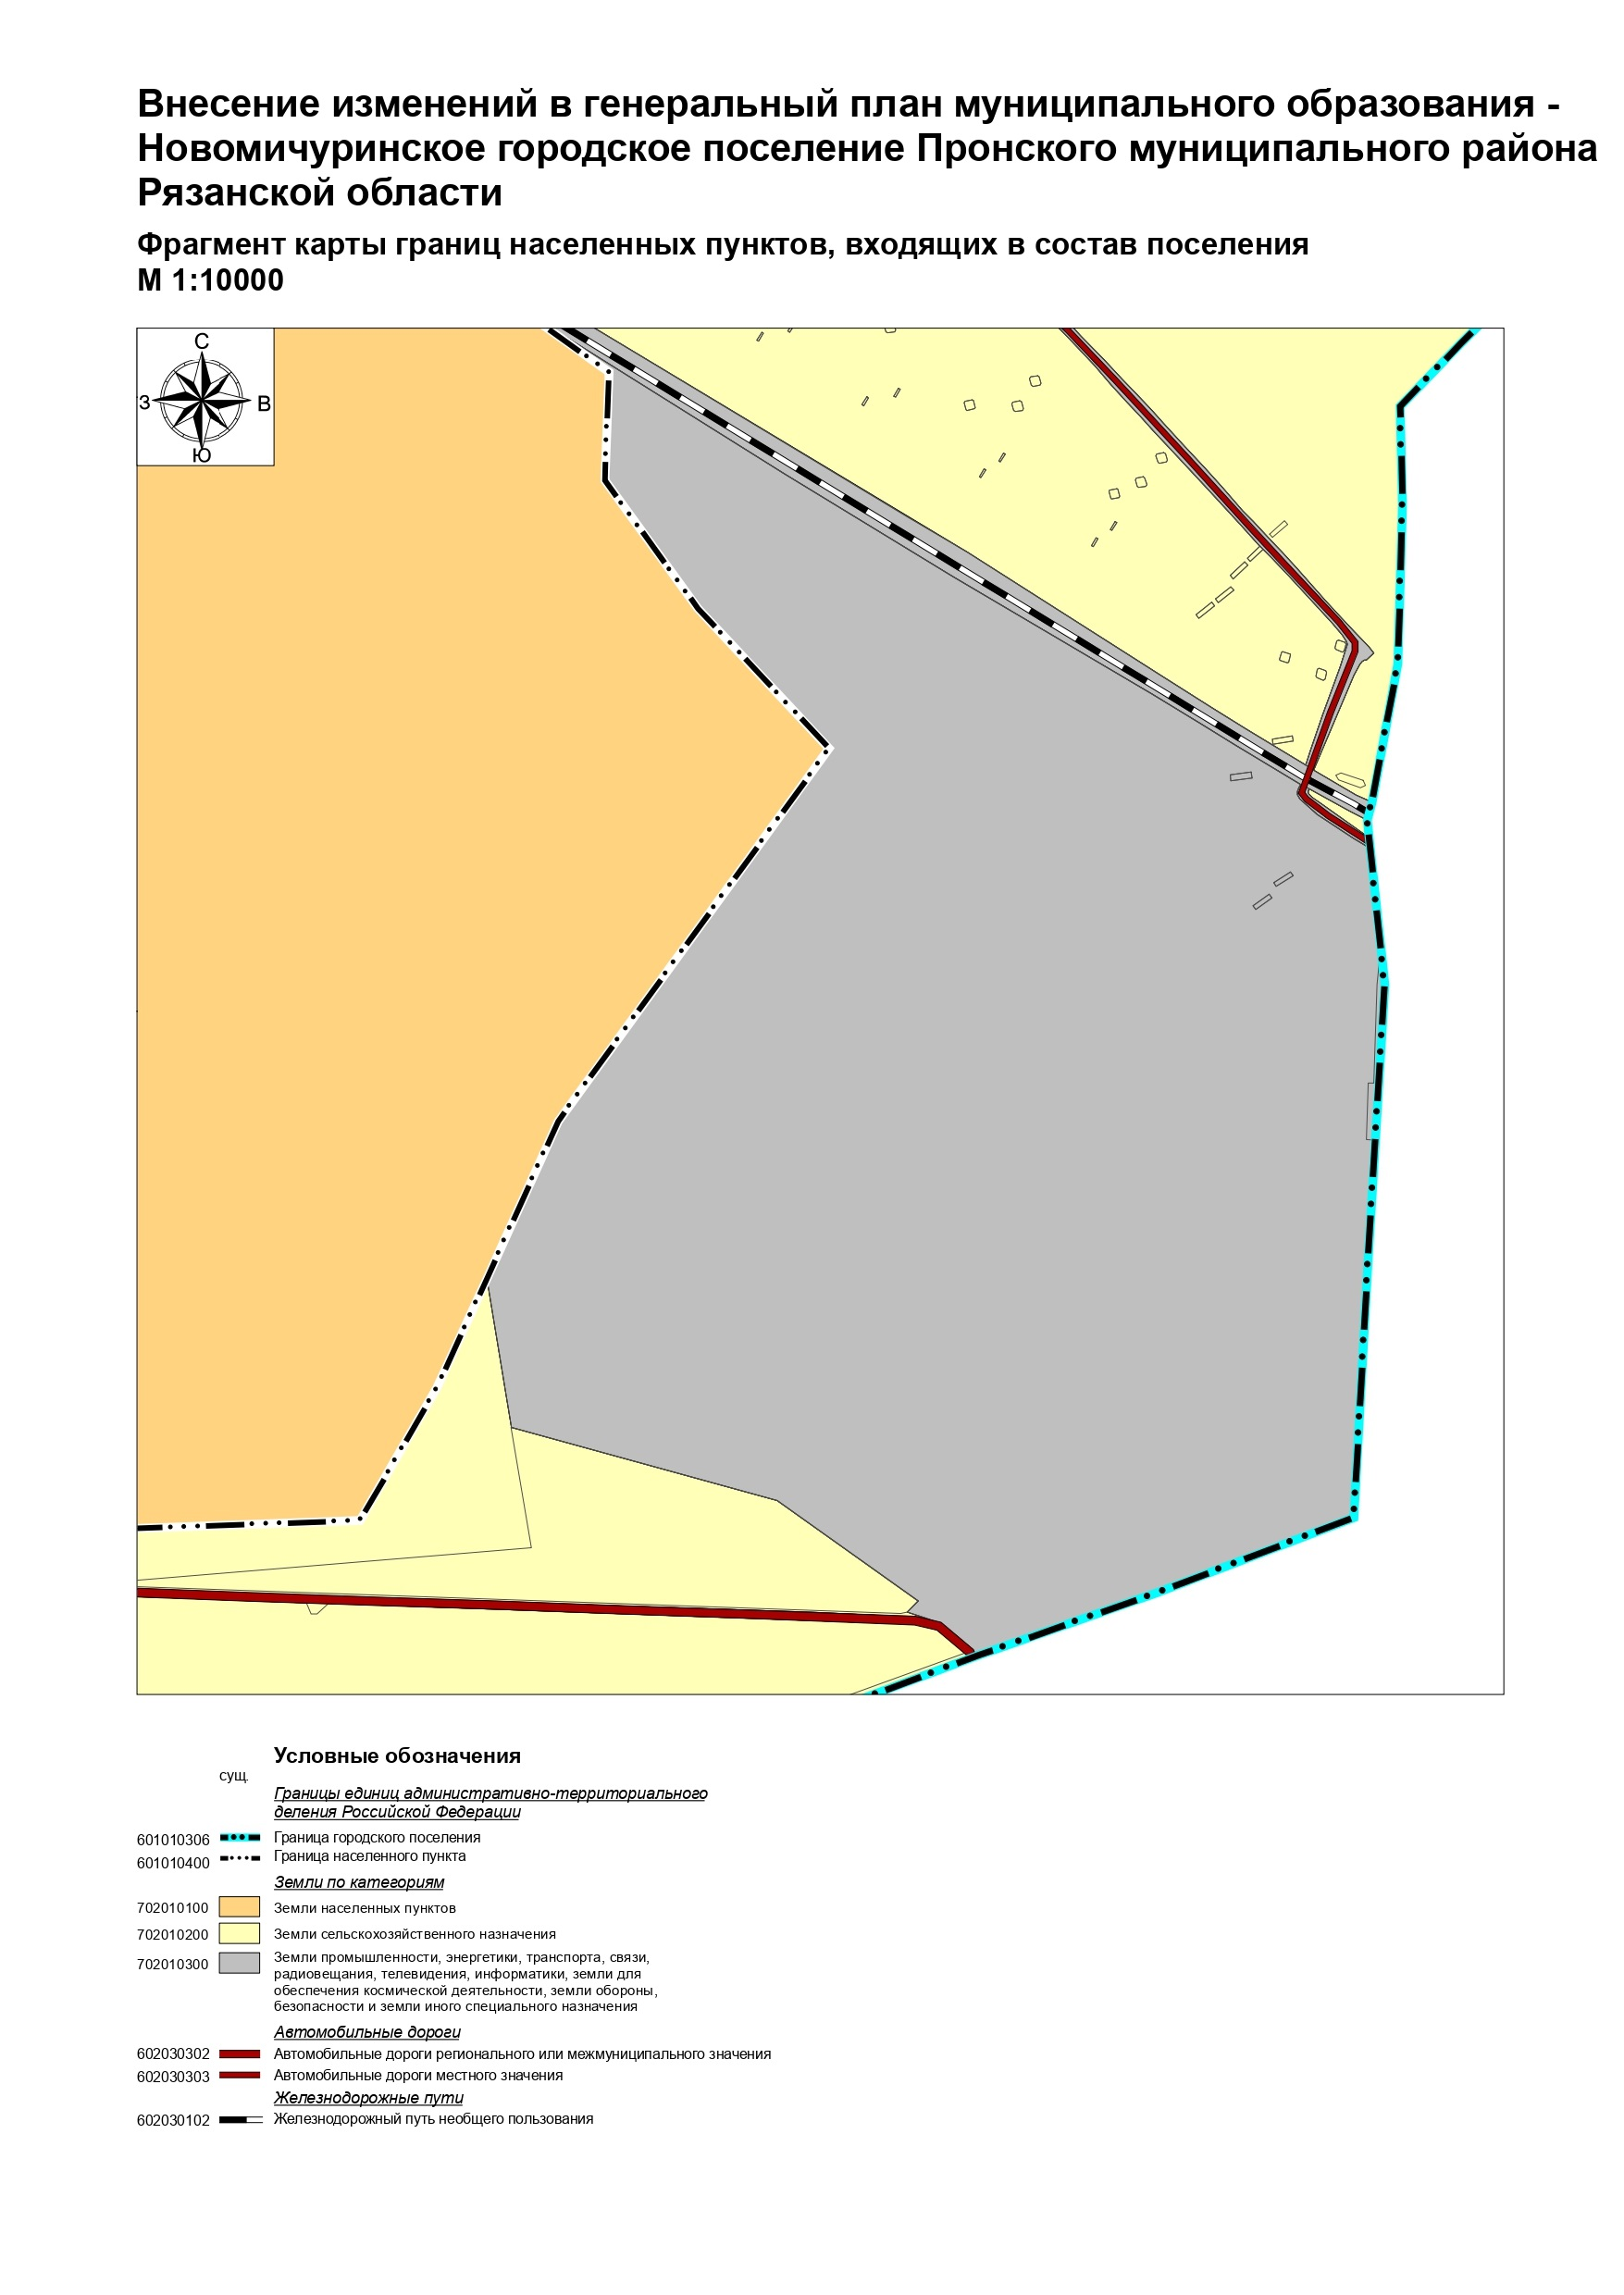 Внесение изменений в генеральный план муниципального образования -
Новомичуринское городское поселение Пронского муниципального района
Рязанской области
Фрагмент карты границ населенных пунктов, входящих в состав поселения
М 1:10000
С
З
В
Ю
Условные обозначения
сущ.
Границы единиц административно-территориального
деления Российской Федерации
601010306 Граница городского поселения
601010400 Граница населенного пункта
Земли по категориям
702010100 Земли населенных пунктов
702010200 Земли сельскохозяйственного назначения
702010300 Земли промышленности, энергетики, транспорта, связи,
радиовещания, телевидения, информатики, земли для
обеспечения космической деятельности, земли обороны,
безопасности и земли иного специального назначения
Автомобильные дороги
602030302 Автомобильные дороги регионального или межмуниципального значения
602030303 Автомобильные дороги местного значения
Железнодорожные пути
602030102 Железнодорожный путь необщего пользования